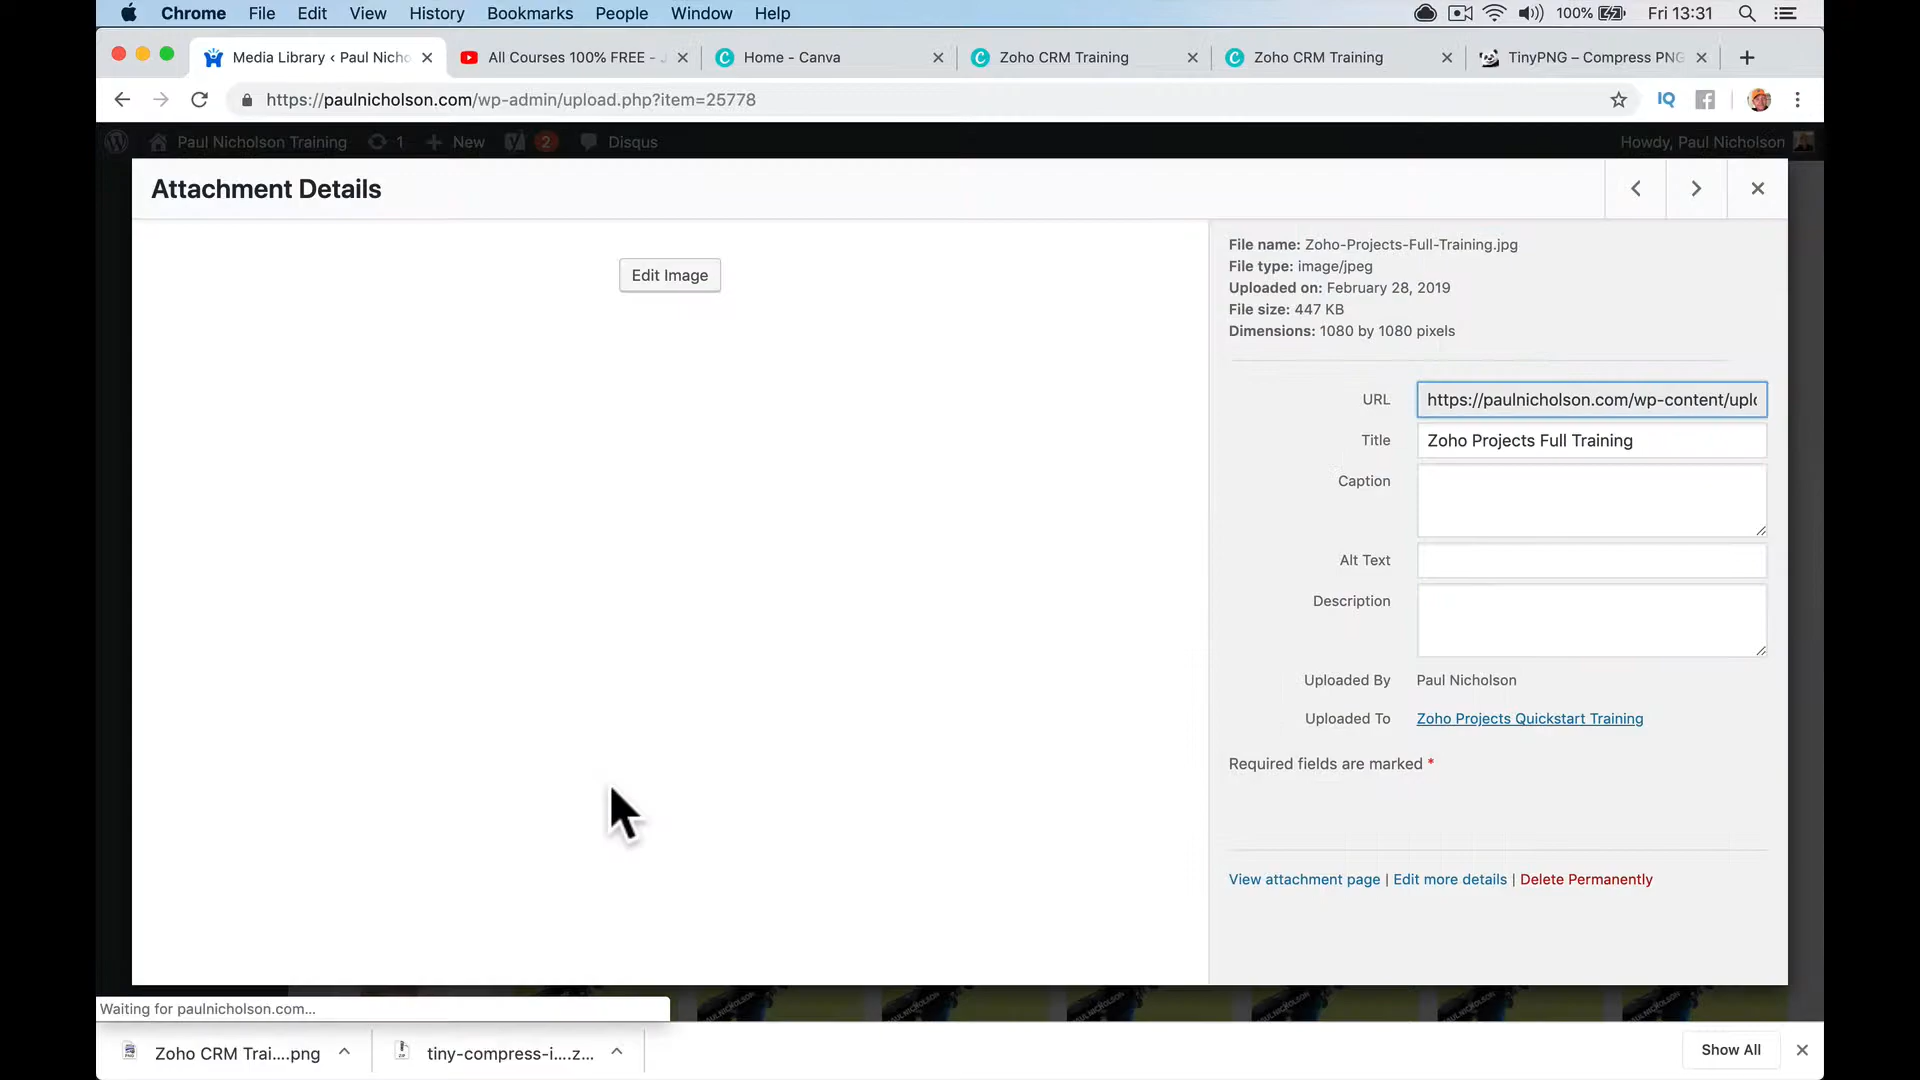 Chrome File Edit View History Bookmarks People Window Help 100% Fri 13:31
Media Library ‹ Paul Nicho All Courses 100% FREE - Home - Canva Zoho CRM Training Zoho CRM Training TinyPNG – Compress PNG
https://paulnicholson.com/wp-admin/upload.php?item=25778 IQ
Paul Nicholson Training 1 New 2 Disqus Howdy, Paul Nicholson
Attachment Details
Edit Image
File name: Zoho-Projects-Full-Training.jpg
File type: image/jpeg
Uploaded on: February 28, 2019
File size: 447 KB
Dimensions: 1080 by 1080 pixels
URL https://paulnicholson.com/wp-content/uplo
Title Zoho Projects Full Training
Caption
Alt Text
Description
Uploaded By Paul Nicholson
Uploaded To Zoho Projects Quickstart Training
Required fields are marked *
View attachment page | Edit more details | Delete Permanently
Waiting for paulnicholson.com...
Zoho CRM Trai....png tiny-compress-i....z... Show All